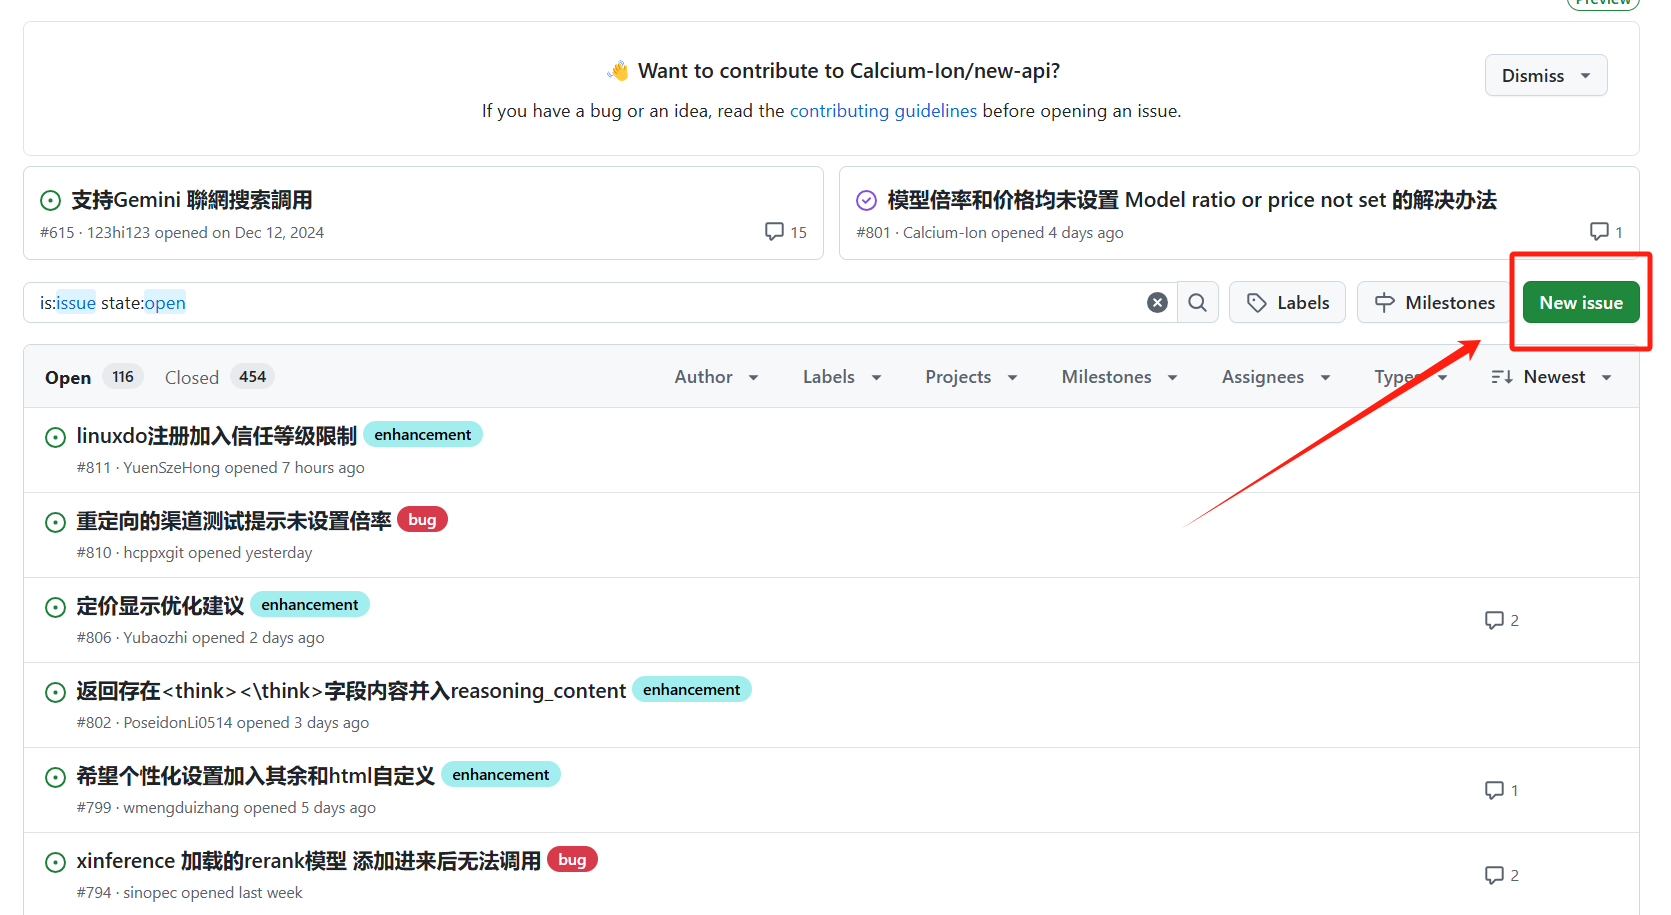 Preview
👋 Want to contribute to Calcium-Ion/new-api?
Dismiss
If you have a bug or an idea, read the contributing guidelines before opening an issue.
支持Gemini 聯網搜索調用
#615 · 123hi123 opened on Dec 12, 2024
15
模型倍率和价格均未设置 Model ratio or price not set 的解决办法
#801 · Calcium-Ion opened 4 days ago
1
is:issue state:open
Labels
Milestones
New issue
Open 116
Closed 454
Author
Labels
Projects
Milestones
Assignees
Types
Newest
linuxdo注册加入信任等级限制 enhancement
#811 · YuenSzeHong opened 7 hours ago
重定向的渠道测试提示未设置倍率 bug
#810 · hcppxgit opened yesterday
定价显示优化建议 enhancement
#806 · Yubaozhi opened 2 days ago
2
返回存在<think><\think>字段内容并入reasoning_content enhancement
#802 · PoseidonLi0514 opened 3 days ago
希望个性化设置加入其余和html自定义 enhancement
#799 · wmengduizhang opened 5 days ago
1
xinference 加载的rerank模型 添加进来后无法调用 bug
#794 · sinopec opened last week
2